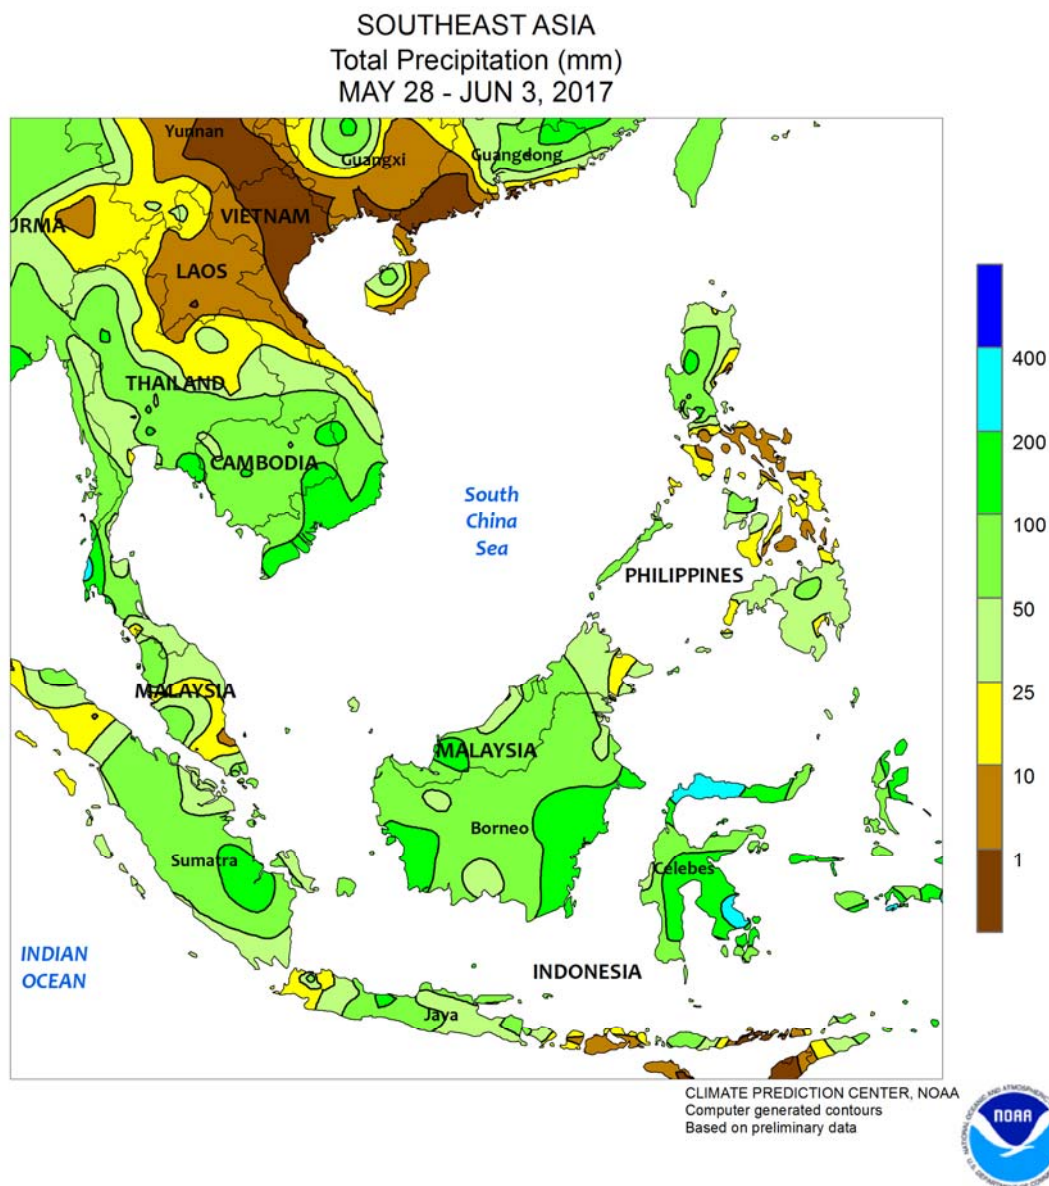 SOUTHEAST ASIA
Total Precipitation (mm)
MAY 28 - JUN 3, 2017
Yunnan
Guangxi
Guangdong
URMA
VIETNAM
LAOS
THAILAND
CAMBODIA
South
China
Sea
PHILIPPINES
MALAYSIA
MALAYSIA
Borneo
Sumatra
Celebes
INDIAN
OCEAN
INDONESIA
Jaya
400
200
100
50
25
10
1
CLIMATE PREDICTION CENTER, NOAA
Computer generated contours
Based on preliminary data
NOAA